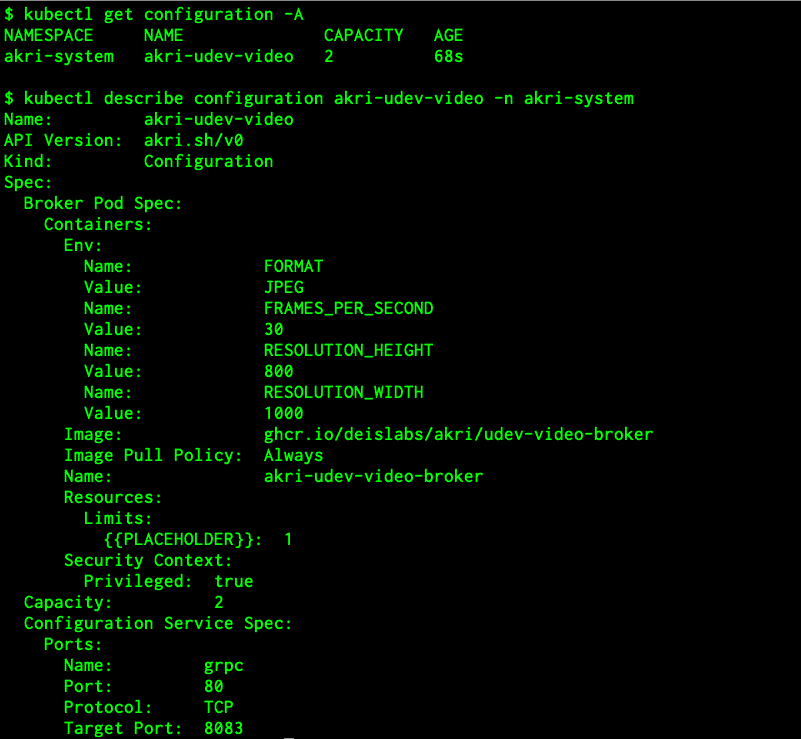 $ kubectl get configuration -A
NAMESPACE     NAME              CAPACITY   AGE
akri-system   akri-udev-video   2          68s

$ kubectl describe configuration akri-udev-video -n akri-system
Name:         akri-udev-video
API Version:  akri.sh/v0
Kind:         Configuration
Spec:
  Broker Pod Spec:
    Containers:
      Env:
        Name:             FORMAT
        Value:            JPEG
        Name:             FRAMES_PER_SECOND
        Value:            30
        Name:             RESOLUTION_HEIGHT
        Value:            800
        Name:             RESOLUTION_WIDTH
        Value:            1000
      Image:              ghcr.io/deislabs/akri/udev-video-broker
      Image Pull Policy:  Always
      Name:               akri-udev-video-broker
      Resources:
        Limits:
          {{PLACEHOLDER}}:  1
      Security Context:
        Privileged:  true
  Capacity:          2
  Configuration Service Spec:
    Ports:
      Name:         grpc
      Port:         80
      Protocol:     TCP
      Target Port:  8083